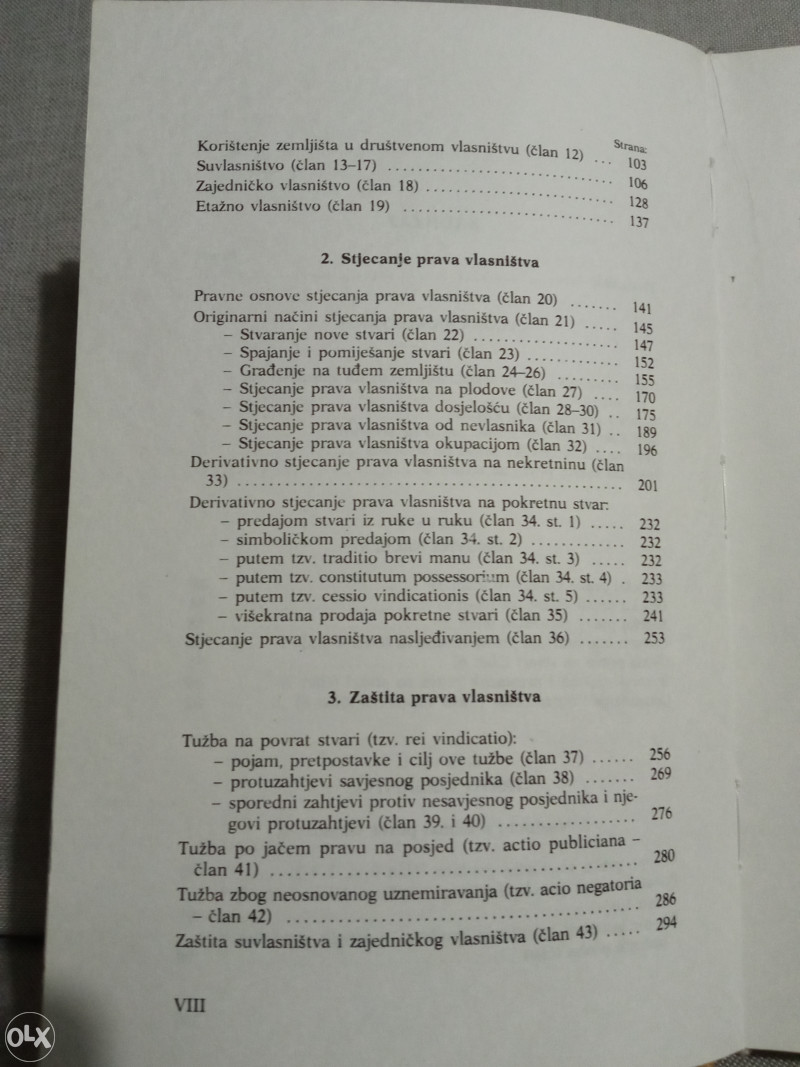 Strana:
Korištenje zemljišta u društvenom vlasništvu (član 12) ... 103
Suvlasništvo (član 13–17) ........................................ 106
Zajedničko vlasništvo (član 18) ................................. 128
Etažno vlasništvo (član 19) ..................................... 137
2. Stjecanje prava vlasništva
Pravne osnove stjecanja prava vlasništva (član 20) ....... 141
Originarni načini stjecanja prava vlasništva (član 21) ..... 145
– Stvaranje nove stvari (član 22) ...................... 147
– Spajanje i pomiješanje stvari (član 23) ............. 152
– Građenje na tuđem zemljištu (član 24–26) ......... 155
– Stjecanje prava vlasništva na plodove (član 27) .... 170
– Stjecanje prava vlasništva dosjelošću (član 28–30) .. 175
– Stjecanje prava vlasništva od nevlasnika (član 31) .. 189
– Stjecanje prava vlasništva okupacijom (član 32) .... 196
Derivativno stjecanje prava vlasništva na nekretninu (član
33) ...................................................... 201
Derivativno stjecanje prava vlasništva na pokretnu stvar:
– predajom stvari iz ruke u ruku (član 34. st. 1) ..... 232
– simboličkom predajom (član 34. st. 2) ............. 232
– putem tzv. traditio brevi manu (član 34. st. 3) ..... 232
– putem tzv. constitutum possessorium (član 34. st. 4) . 233
– putem tzv. cessio vindicationis (član 34. st. 5) ...... 233
– višekratna prodaja pokretne stvari (član 35) ....... 241
Stjecanje prava vlasništva nasljeđivanjem (član 36) ....... 253
3. Zaštita prava vlasništva
Tužba na povrat stvari (tzv. rei vindicatio):
– pojam, pretpostavke i cilj ove tužbe (član 37) ...... 256
– protuzahtjevi savjesnog posjednika (član 38) ....... 269
– sporedni zahtjevi protiv nesavjesnog posjednika i nje-
govi protuzahtjevi (član 39. i 40) .................. 276
Tužba po jačem pravu na posjed (tzv. actio publiciana –
član 41) .................................................. 280
Tužba zbog neosnovanog uznemiravanja (tzv. acio negatoria
– član 42) ................................................ 286
Zaštita suvlasništva i zajedničkog vlasništva (član 43) ..... 294
VIII
OLX